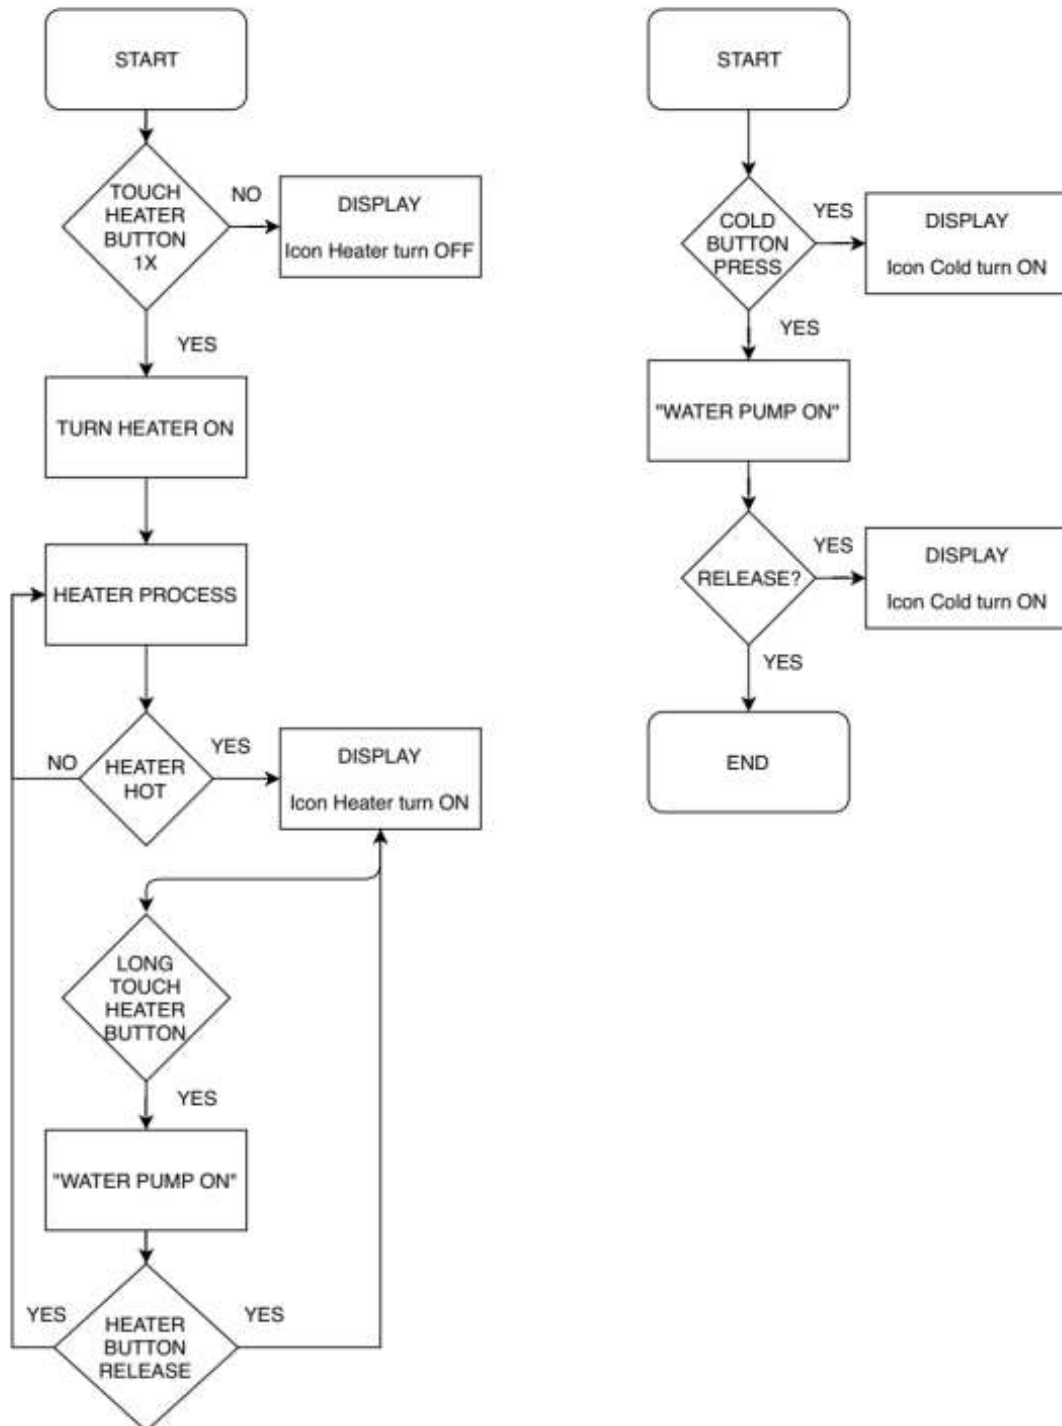 START
TOUCH
HEATER
BUTTON
1X
NO
DISPLAY
Icon Heater turn OFF
YES
TURN HEATER ON
HEATER PROCESS
HEATER
HOT
NO
YES
DISPLAY
Icon Heater turn ON
LONG
TOUCH
HEATER
BUTTON
YES
"WATER PUMP ON"
YES
HEATER
BUTTON
RELEASE
YES
START
COLD
BUTTON
PRESS
YES
DISPLAY
Icon Cold turn ON
YES
"WATER PUMP ON"
RELEASE?
YES
DISPLAY
Icon Cold turn ON
YES
END